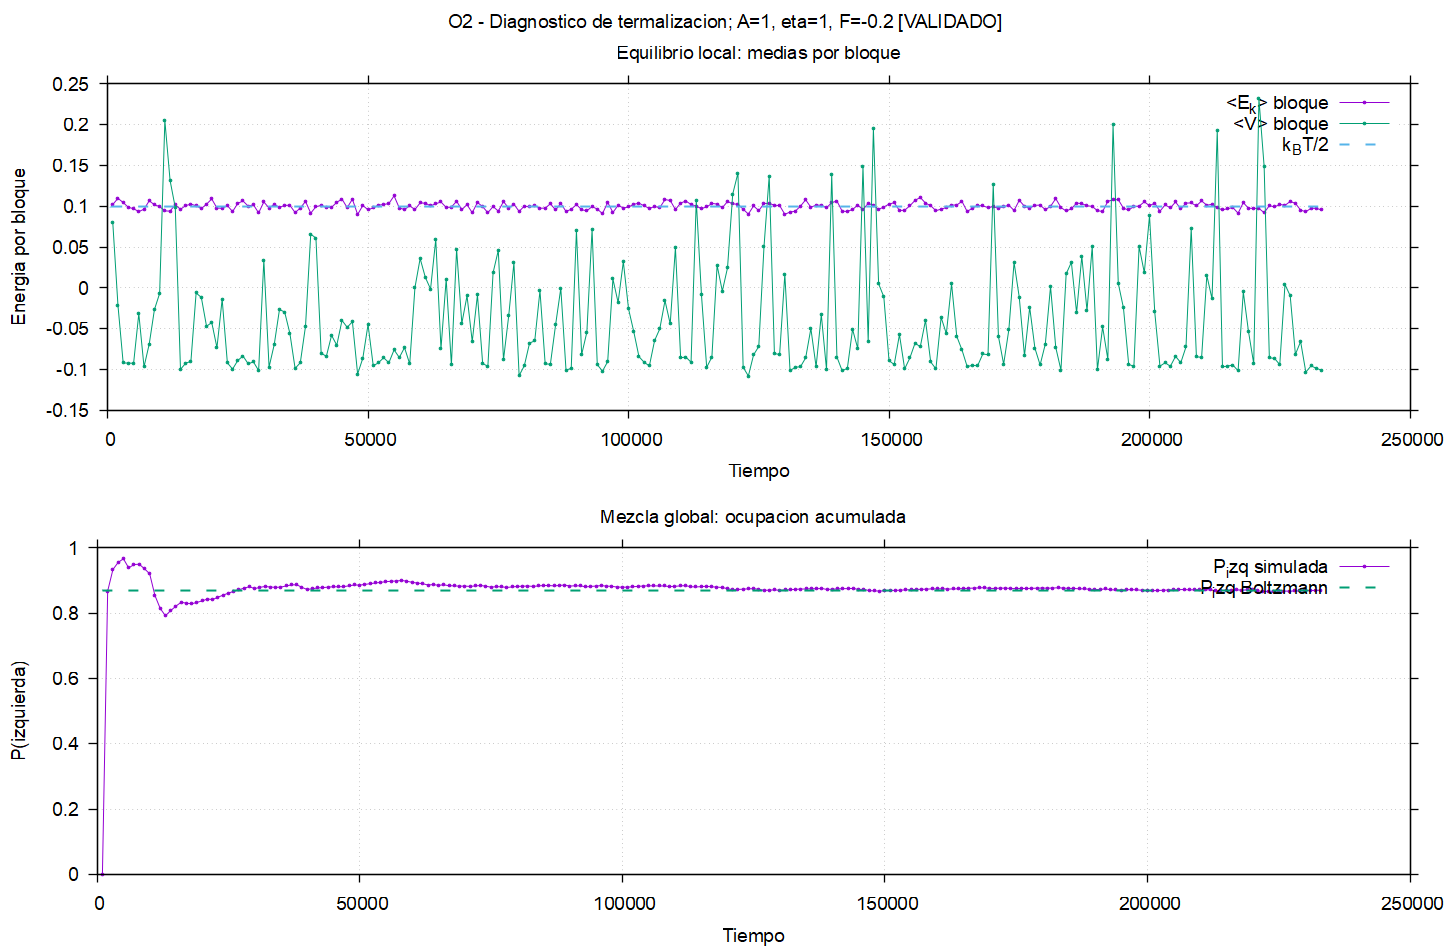 O2 - Diagnostico de termalizacion; A=1, eta=1, F=-0.2 [VALIDADO]
Equilibrio local: medias por bloque
0.25
0.2
0.15
0.1
0.05
0
-0.05
-0.1
-0.15
Energia por bloque
<Ek> bloque
<V> bloque
kBT/2
0 50000 100000 150000 200000 250000
Tiempo
Mezcla global: ocupacion acumulada
1
0.8
0.6
0.4
0.2
0
P(izquierda)
Pizq simulada
Pizq Boltzmann
0 50000 100000 150000 200000 250000
Tiempo